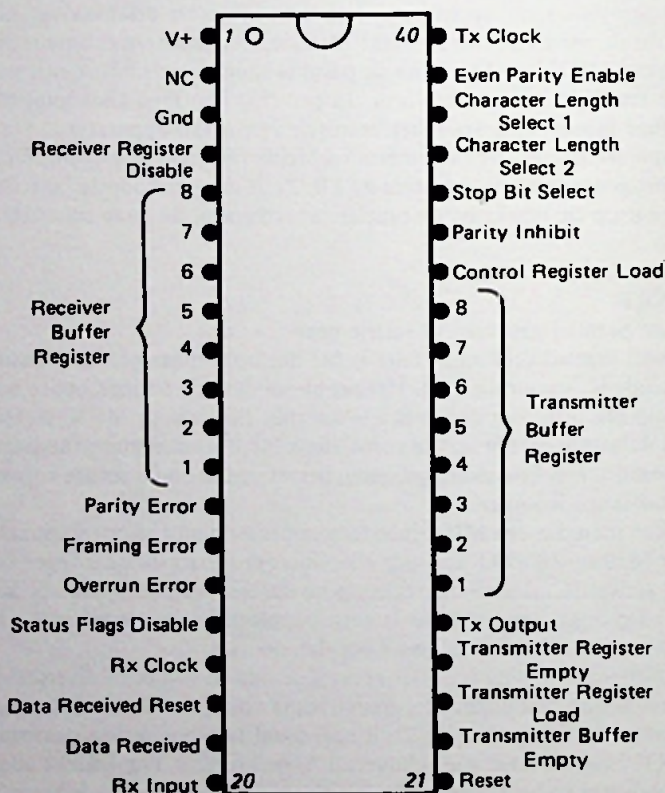 V+
NC
Gnd
Receiver Register
Disable
8
7
6
5
4
3
2
1
Receiver
Buffer
Register
Parity Error
Framing Error
Overrun Error
Status Flags Disable
Rx Clock
Data Received Reset
Data Received
Rx Input
1
40
20
21
Tx Clock
Even Parity Enable
Character Length
Select 1
Character Length
Select 2
Stop Bit Select
Parity Inhibit
Control Register Load
8
7
6
5
4
3
2
1
Transmitter
Buffer
Register
Tx Output
Transmitter Register
Empty
Transmitter Register
Load
Transmitter Buffer
Empty
Reset